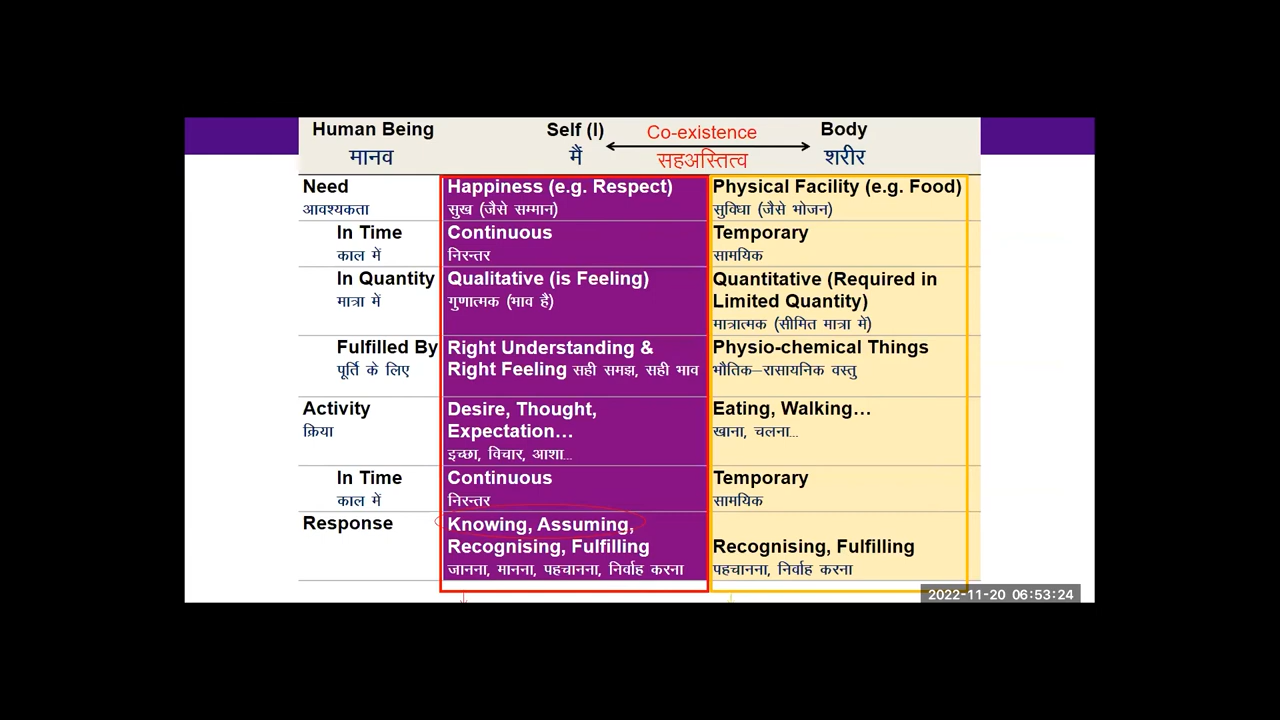 Human Being Self (I) Co-existence Body
मानव मैं सहअस्तित्व शरीर
Need Happiness (e.g. Respect) Physical Facility (e.g. Food)
आवश्यकता सुख (जैसे सम्मान) सुविधा (जैसे भोजन)
In Time Continuous Temporary
काल में निरन्तर सामयिक
In Quantity Qualitative (is Feeling) Quantitative (Required in
मात्रा में गुणात्मक (भाव है) Limited Quantity)
मात्रात्मक (सीमित मात्रा में)
Fulfilled By Right Understanding & Physio-chemical Things
पूर्ति के लिए Right Feeling सही समझ, सही भाव भौतिक–रासायनिक वस्तु
Activity Desire, Thought, Eating, Walking…
क्रिया Expectation… खाना, चलना…
इच्छा, विचार, आशा…
In Time Continuous Temporary
काल में निरन्तर सामयिक
Response Knowing, Assuming,
Recognising, Fulfilling Recognising, Fulfilling
जानना, मानना, पहचानना, निर्वाह करना पहचानना, निर्वाह करना
2022-11-20 06:53:24